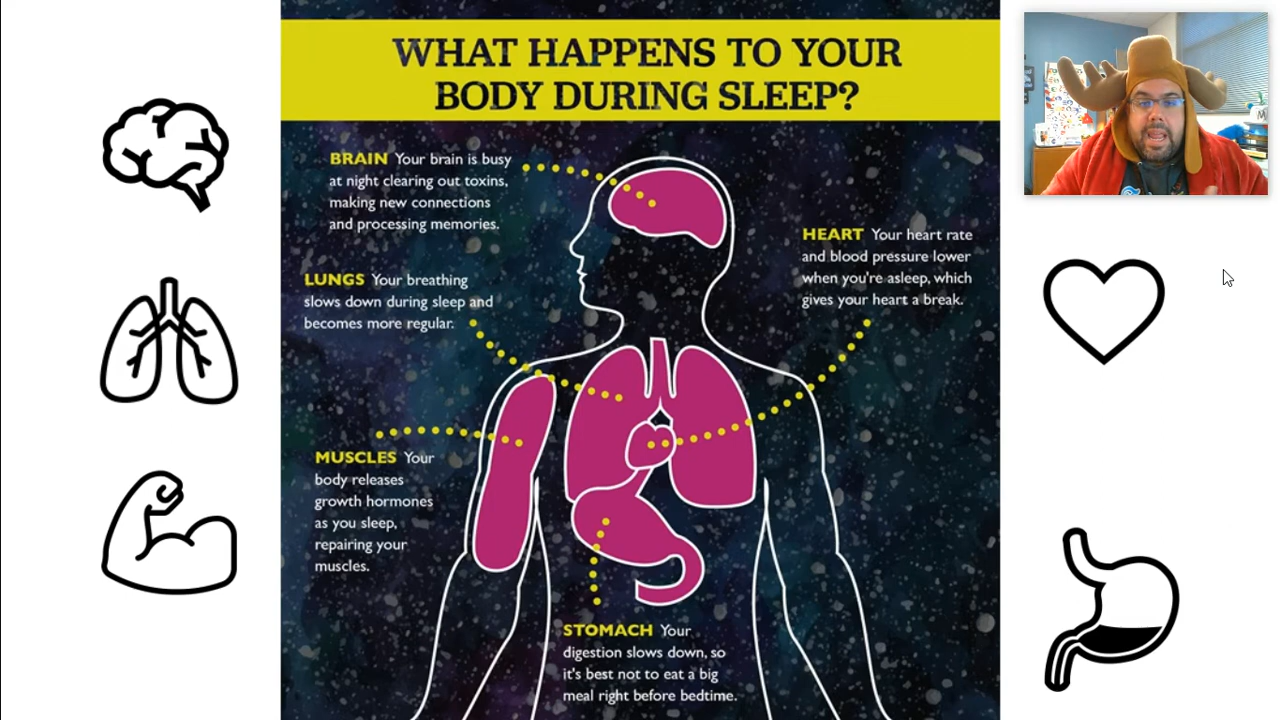 WHAT HAPPENS TO YOUR
BODY DURING SLEEP?
BRAIN Your brain is busy
at night clearing out toxins,
making new connections
and processing memories.
HEART Your heart rate
and blood pressure lower
when you're asleep, which
gives your heart a break.
LUNGS Your breathing
slows down during sleep and
becomes more regular.
MUSCLES Your
body releases
growth hormones
as you sleep,
repairing your
muscles.
STOMACH Your
digestion slows down, so
it's best not to eat a big
meal right before bedtime.